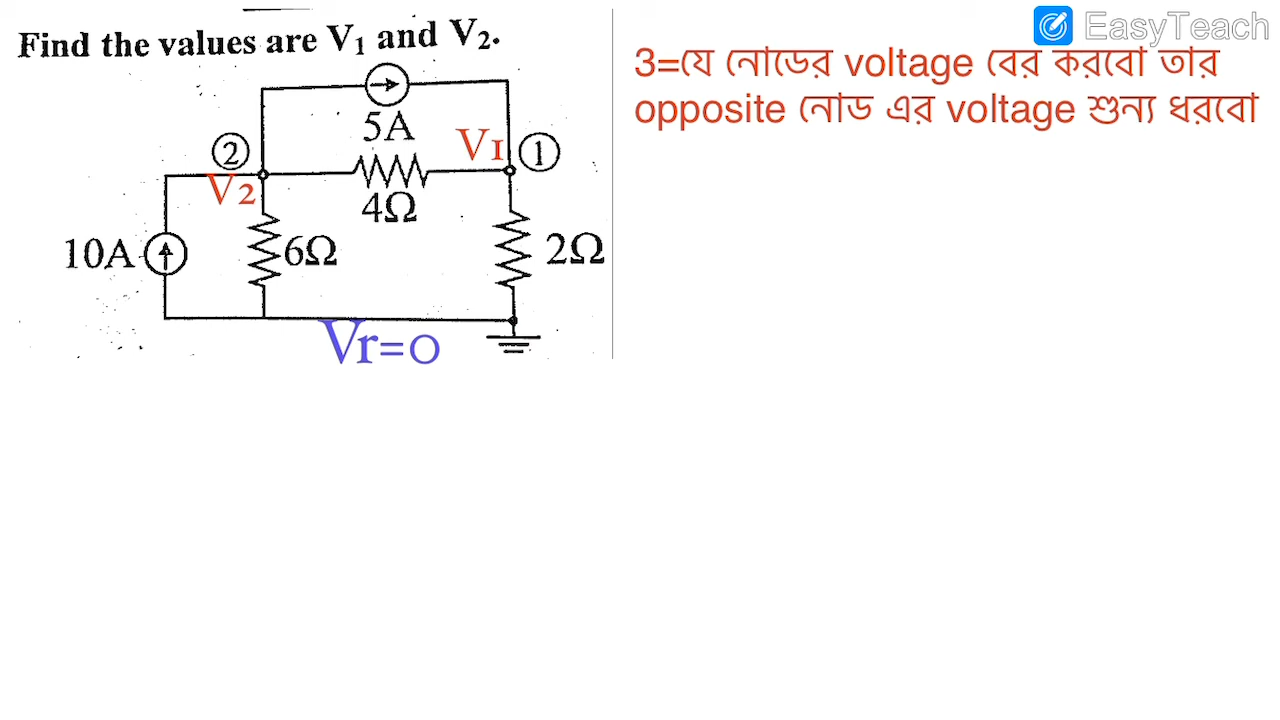 Find the values are V1 and V2.
EasyTeach
3=যে নোডের voltage বের করবো তার
opposite নোড এর voltage শুন্য ধরবো
5A
V1
1
2
V2
4Ω
10A
6Ω
2Ω
Vr=0